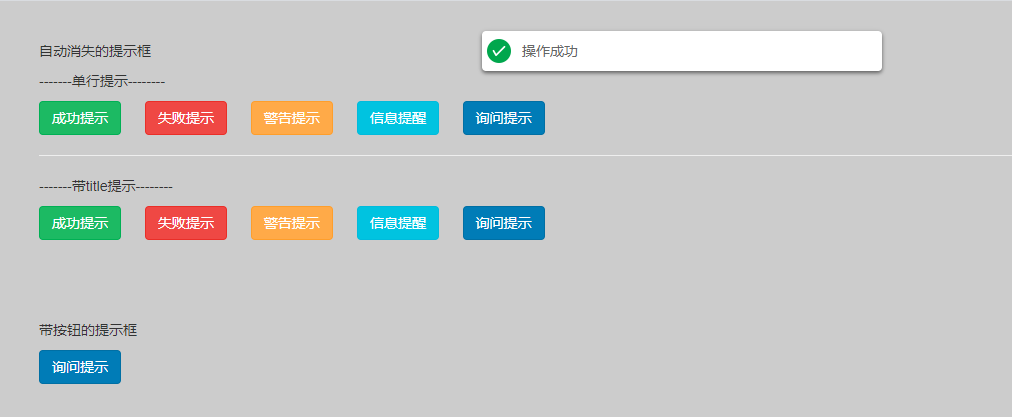 自动消失的提示框
操作成功
-------单行提示--------
成功提示 失败提示 警告提示 信息提醒 询问提示
-------带title提示--------
成功提示 失败提示 警告提示 信息提醒 询问提示
带按钮的提示框
询问提示